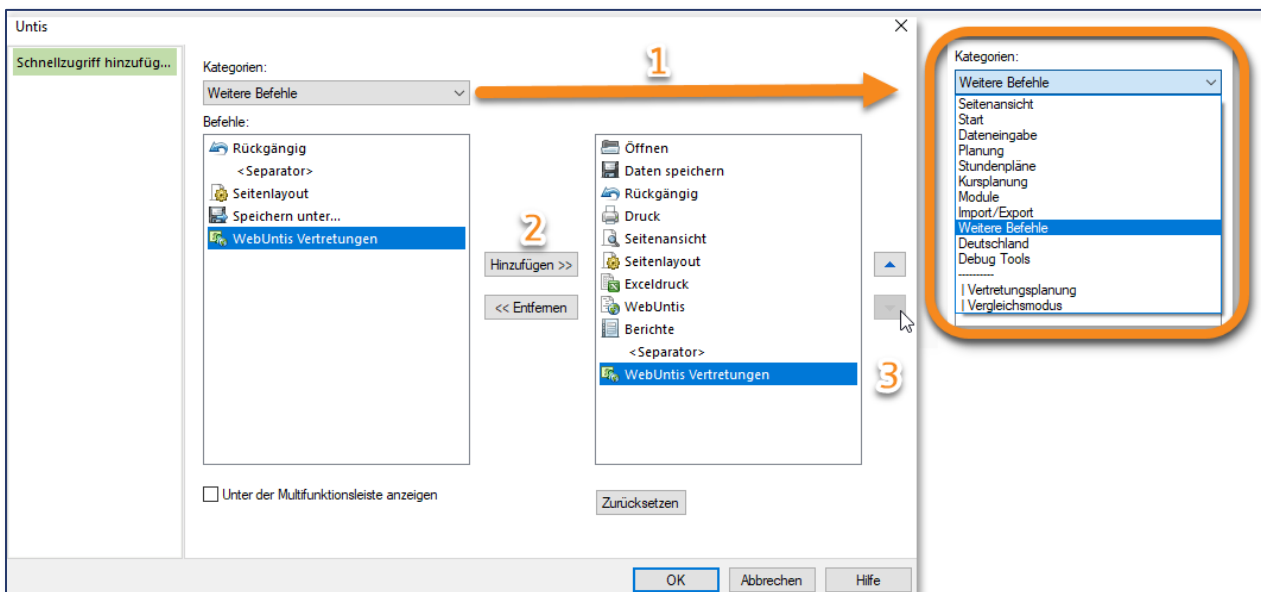 Untis
Schnellzugriff hinzufüg...
Kategorien:
Weitere Befehle
1
Befehle:
Rückgängig
<Separator>
Seitenlayout
Speichern unter...
WebUntis Vertretungen
2
Hinzufügen >>
<< Entfernen
Öffnen
Daten speichern
Rückgängig
Druck
Seitenansicht
Seitenlayout
Exceldruck
WebUntis
Berichte
<Separator>
WebUntis Vertretungen
3
Unter der Multifunktionsleiste anzeigen
Zurücksetzen
OK
Abbrechen
Hilfe
Kategorien:
Weitere Befehle
Seitenansicht
Start
Dateneingabe
Planung
Stundenpläne
Kursplanung
Module
Import/Export
Weitere Befehle
Deutschland
Debug Tools
----------
| Vertretungsplanung
| Vergleichsmodus